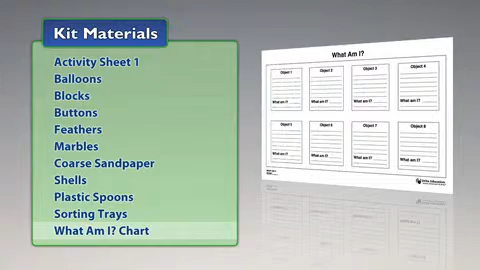 Kit Materials
Activity Sheet 1
Balloons
Blocks
Buttons
Feathers
Marbles
Coarse Sandpaper
Shells
Plastic Spoons
Sorting Trays
What Am I? Chart
What Am I?
Object 1
Object 2
Object 3
Object 4
What am I?
What am I?
What am I?
What am I?
Object 5
Object 6
Object 7
Object 8
What am I?
What am I?
What am I?
What am I?